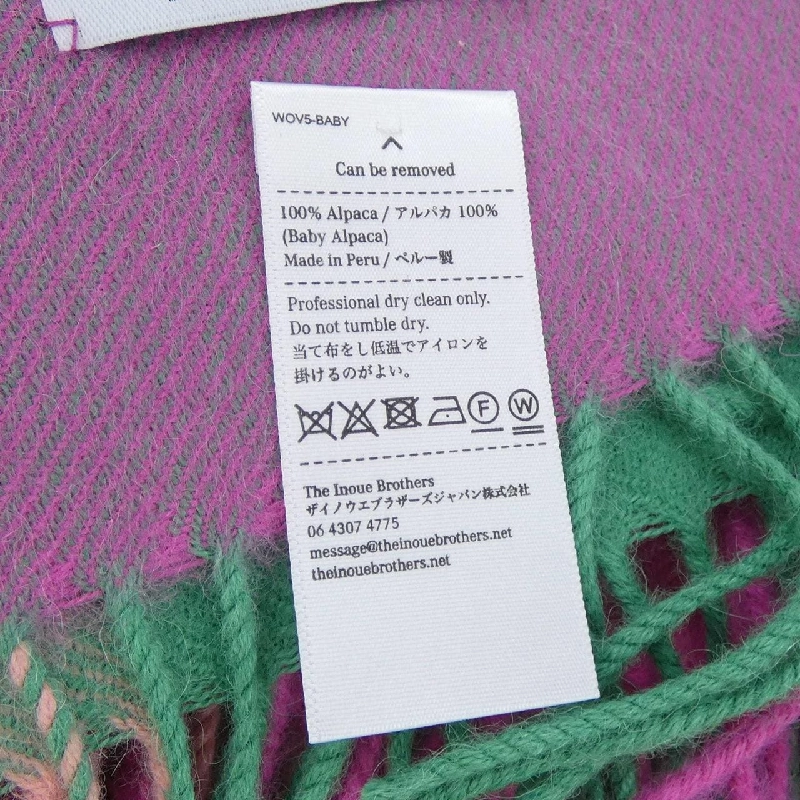 WOV5-BABY
Can be removed
100% Alpaca / アルパカ 100%
(Baby Alpaca)
Made in Peru / ペルー製
Professional dry clean only.
Do not tumble dry.
当て布をし低温でアイロンを
掛けるのがよい。
F W
The Inoue Brothers
ザイノウエブラザーズジャパン株式会社
06 4307 4775
message@theinouebrothers.net
theinouebrothers.net